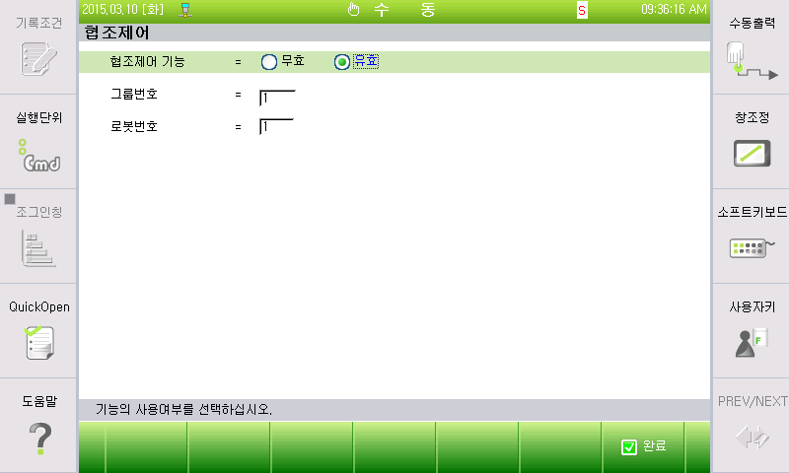 기록조건
실행단위
Cmd
조그인칭
QuickOpen
도움말
?
2015.03.10 [화] 수 동 S 09:36:16 AM
협조제어
협조제어 기능 = 무효 유효
그룹번호 = 1
로봇번호 = 1
기능의 사용여부를 선택하십시오.
완료
수동출력
창조정
소프트키보드
사용자키
F
PREV/NEXT